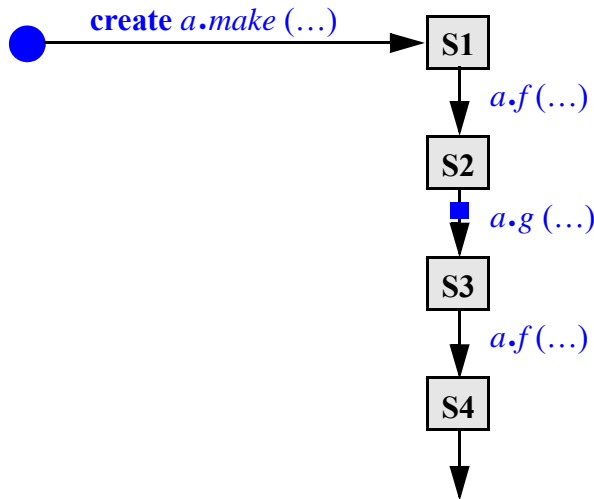 create a.make (…)
S1
a.f (…)
S2
a.g (…)
S3
a.f (…)
S4